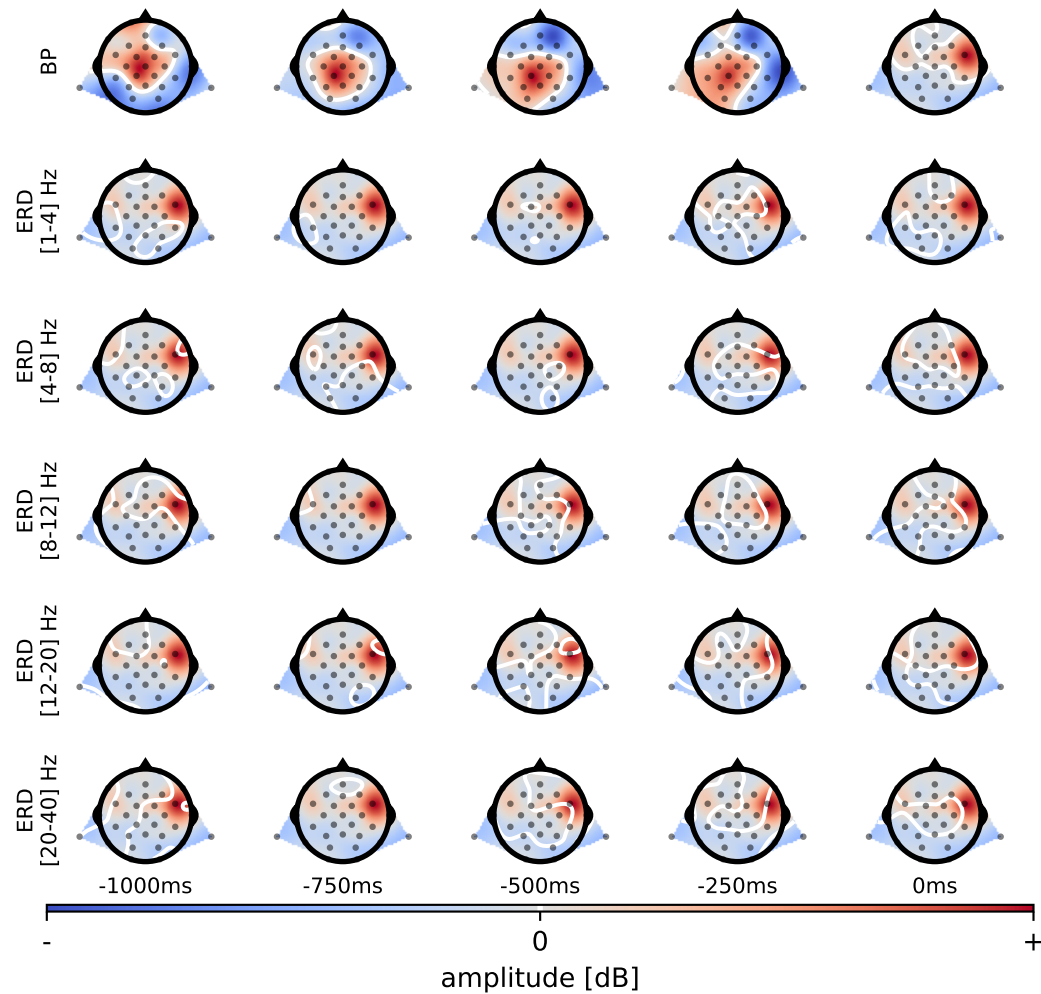 BP
ERD
[1-4] Hz
ERD
[4-8] Hz
ERD
[8-12] Hz
ERD
[12-20] Hz
ERD
[20-40] Hz
-1000ms -750ms -500ms -250ms 0ms
- 0 +
amplitude [dB]